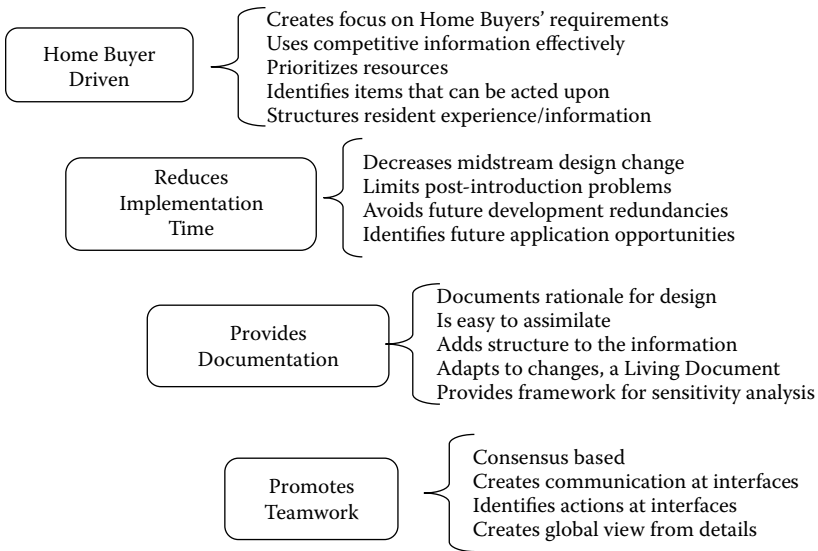 Home Buyer
Driven
Creates focus on Home Buyers’ requirements
Uses competitive information effectively
Prioritizes resources
Identifies items that can be acted upon
Structures resident experience/information
Reduces
Implementation
Time
Decreases midstream design change
Limits post-introduction problems
Avoids future development redundancies
Identifies future application opportunities
Provides
Documentation
Documents rationale for design
Is easy to assimilate
Adds structure to the information
Adapts to changes, a Living Document
Provides framework for sensitivity analysis
Promotes
Teamwork
Consensus based
Creates communication at interfaces
Identifies actions at interfaces
Creates global view from details